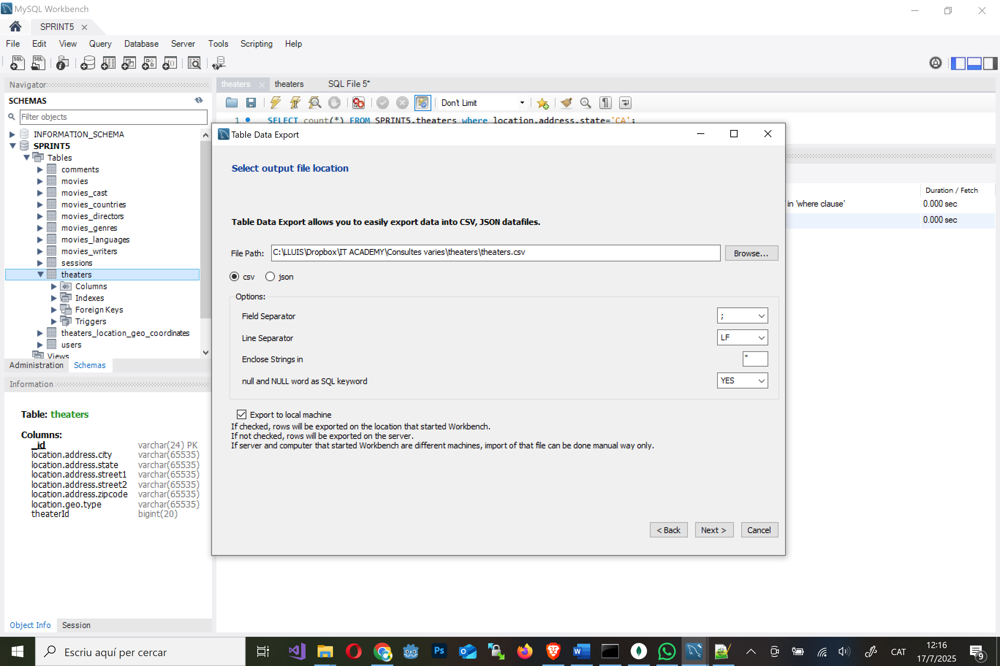 MySQL Workbench
SPRINT5
File Edit View Query Database Server Tools Scripting Help
Navigator
SCHEMAS
Filter objects
INFORMATION_SCHEMA
SPRINT5
Tables
comments
movies
movies_cast
movies_countries
movies_directors
movies_genres
movies_languages
movies_writers
sessions
theaters
Columns
Indexes
Foreign Keys
Triggers
theaters_location_geo_coordinates
users
Views
Administration Schemas
Information
Table: theaters
Columns:
_id varchar(24) PK
location.address.city varchar(65535)
location.address.state varchar(65535)
location.address.street1 varchar(65535)
location.address.street2 varchar(65535)
location.address.zipcode varchar(65535)
location.geo.type varchar(65535)
theaterId bigint(20)
Object Info Session
theaters theaters SQL File 5*
Don't Limit
1 SELECT count(*) FROM SPRINT5.theaters where location.address.state='CA';
Duration / Fetch
in 'where clause' 0.000 sec
0.000 sec
Table Data Export
Select output file location
Table Data Export allows you to easily export data into CSV, JSON datafiles.
File Path: C:\LLUIS\Dropbox\IT ACADEMY\Consultes varies\theaters\theaters.csv Browse...
csv json
Options:
Field Separator ;
Line Separator LF
Enclose Strings in "
null and NULL word as SQL keyword YES
Export to local machine
If checked, rows will be exported on the location that started Workbench.
If not checked, rows will be exported on the server.
If server and computer that started Workbench are different machines, import of that file can be done manual way only.
< Back Next > Cancel
Escriu aquí per cercar
CAT
12:16
17/7/2025
9